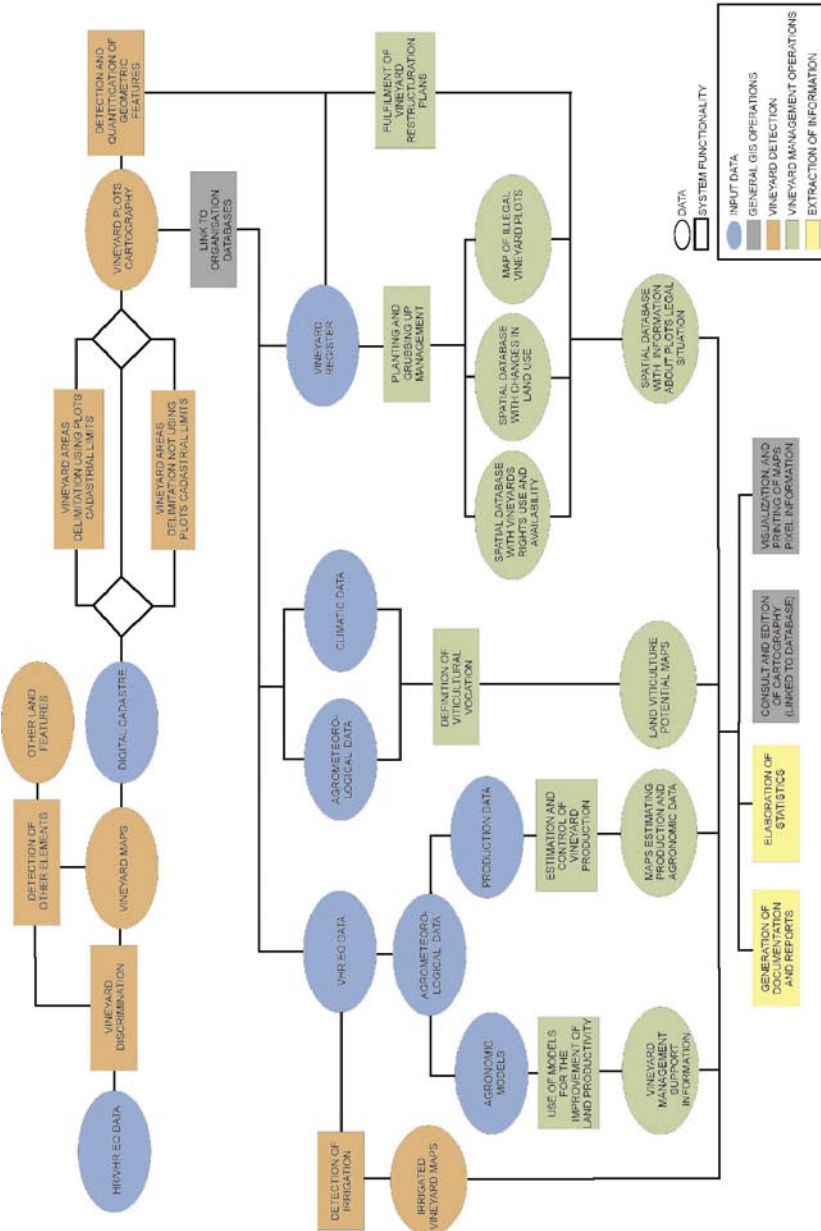 HR/VHR EO DATA
VINEYARD
DISCRIMINATION
DETECTION OF
OTHER ELEMENTS
OTHER LAND
FEATURES
VINEYARD MAPS
DIGITAL CADASTRE
VINEYARD AREAS
DELIMITATION USING PLOTS
CADASTRIAL LIMITS
VINEYARD AREAS
DELIMITATION NOT USING
PLOTS CADASTRIAL LIMITS
VINEYARD PLOTS
CARTOGRAPHY
DETECTION AND
QUANTIFICATION OF
GEOMETRIC
FEATURES
LINK TO
ORGANISATION
DATABASES
DETECTION OF
IRRIGATION
IRRIGATED
VINEYARD MAPS
VHR EO DATA
AGROMETEORO-
LOGICAL DATA
AGRONOMIC
MODELS
USE OF MODELS
FOR THE
IMPROVEMENT OF
LAND PRODUCTIVITY
VINEYARD
MANAGEMENT
SUPPORT
INFORMATION
PRODUCTION DATA
ESTIMATION AND
CONTROL OF
VINEYARD
PRODUCTION
MAPS ESTIMATING
PRODUCTION AND
AGRONOMIC DATA
AGROMETEORO-
LOGICAL DATA
CLIMATIC DATA
DEFINITION OF
VITICULTURAL
VOCATION
LAND VITICULTURE
POTENTIAL MAPS
VINEYARD
REGISTER
PLANTING AND
GRUBBING UP
MANAGEMENT
FULFILMENT OF
VINEYARD
RESTRUCTURATION
PLANS
SPATIAL DATABASE
WITH VINEYARDS
RIGHTS USE AND
AVAILABILITY
SPATIAL DATABASE
WITH CHANGES IN
LAND USE
MAP OF ILLEGAL
VINEYARD PLOTS
SPATIAL DATABASE
WITH INFORMATION
ABOUT PLOTS LEGAL
SITUATION
GENERATION OF
DOCUMENTATION
AND REPORTS
ELABORATION OF
STATISTICS
CONSULT AND EDITION
OF CARTOGRAPHY
(LINKED TO DATABASE)
VISUALIZATION, AND
PRINTING OF MAPS.
PIXEL INFORMATION
DATA
SYSTEM FUNCTIONALITY
INPUT DATA
GENERAL GIS OPERATIONS
VINEYARD DETECTION
VINEYARD MANAGEMENT OPERATIONS
EXTRACTION OF INFORMATION